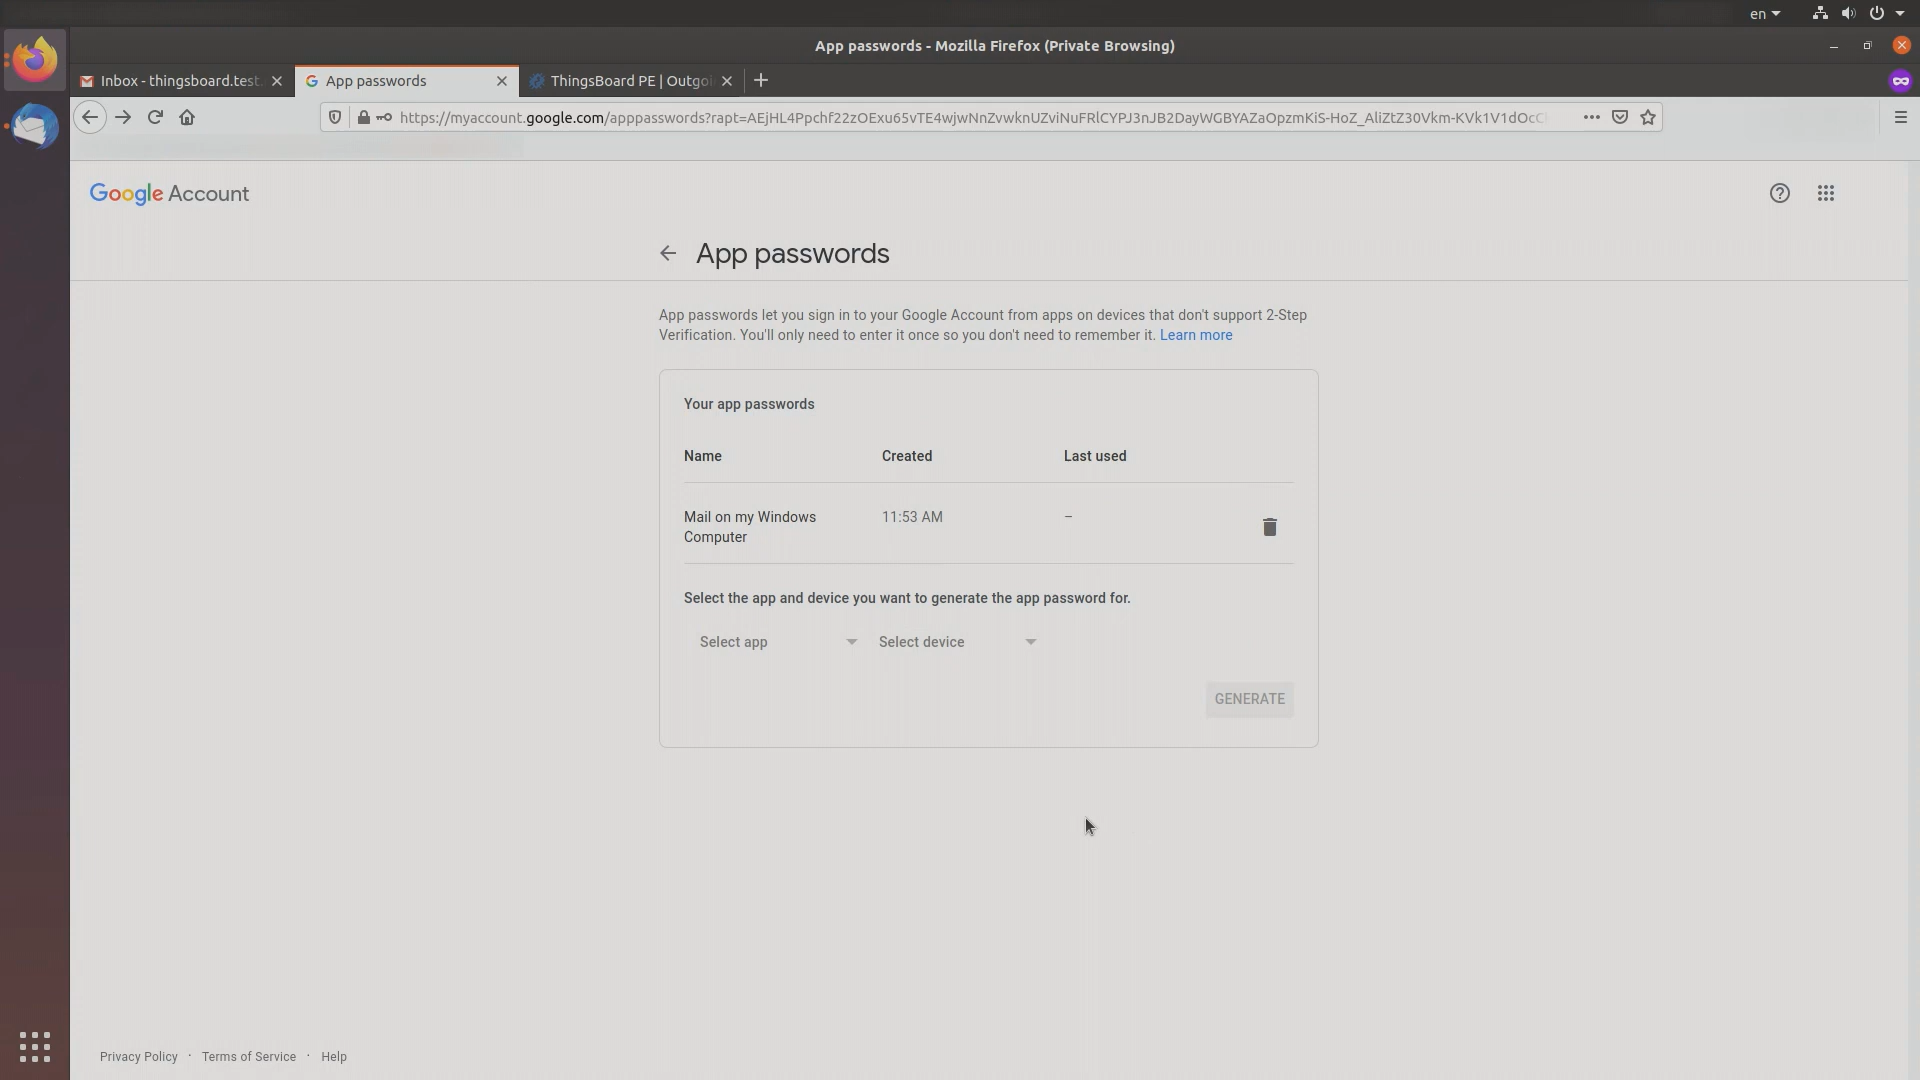 en
App passwords - Mozilla Firefox (Private Browsing)
Inbox - thingsboard.test.
App passwords
ThingsBoard PE | Outgoi
https://myaccount.google.com/apppasswords?rapt=AEjHL4Ppchf22zOExu65vTE4wjwNnZvwknUZviNuFRlCYPJ3nJB2DayWGBYAZaOpzmKiS-HoZ_AliZtZ30Vkm-KVk1V1dOcC
Google Account
App passwords
App passwords let you sign in to your Google Account from apps on devices that don't support 2-Step
Verification. You'll only need to enter it once so you don't need to remember it. Learn more
Your app passwords
Name Created Last used
Mail on my Windows 11:53 AM –
Computer
Select the app and device you want to generate the app password for.
Select app Select device
GENERATE
Privacy Policy · Terms of Service · Help